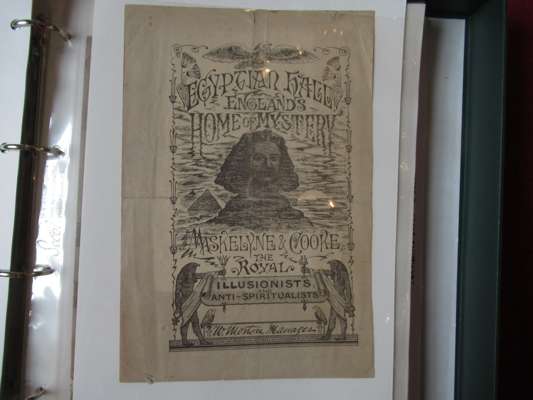 EGYPTIAN HALL
ENGLAND'S
HOME OF MYSTERY
MASKELYNE & COOKE
THE
ROYAL
ILLUSIONISTS
AND
ANTI-SPIRITUALISTS
W. Morton Manager